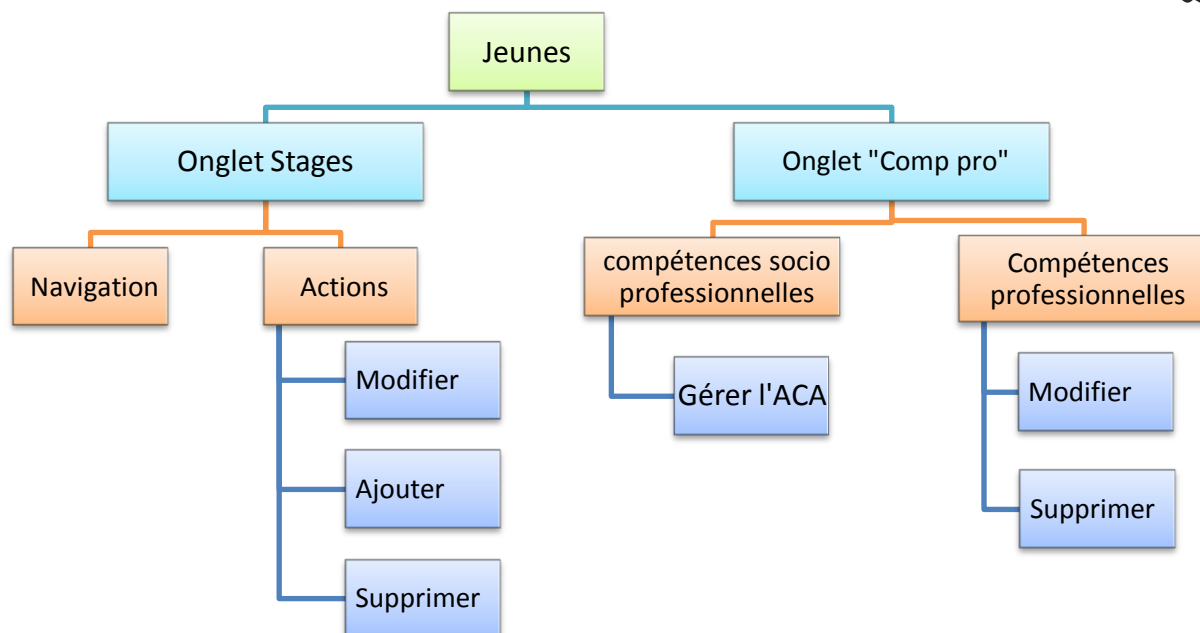 Jeunes
Onglet Stages
Onglet "Comp pro"
Navigation
Actions
compétences socio
professionnelles
Compétences
professionnelles
Modifier
Ajouter
Supprimer
Gérer l'ACA
Modifier
Supprimer